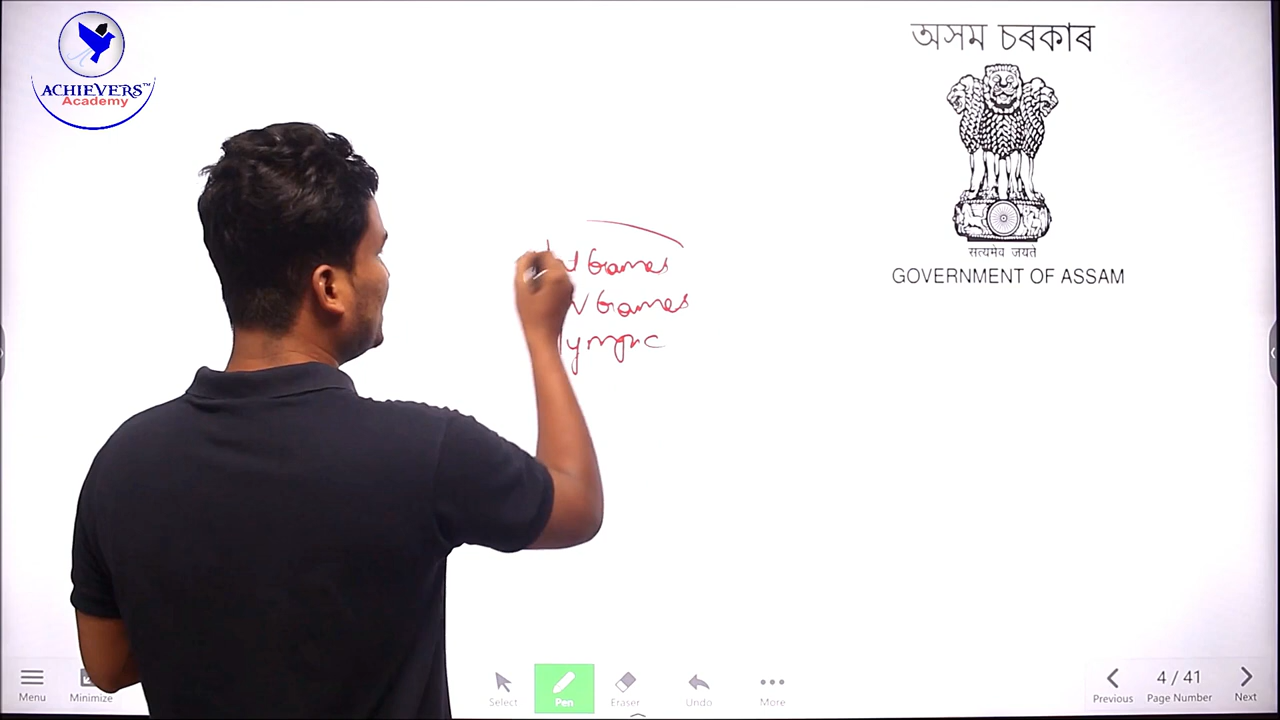 ACHIEVERS™
Academy
অসম চৰকাৰ
सत्यमेव जयते
GOVERNMENT OF ASSAM
Games
Games
Menu
Minimize
Select
Pen
Eraser
Undo
More
Previous
4 / 41
Page Number
Next